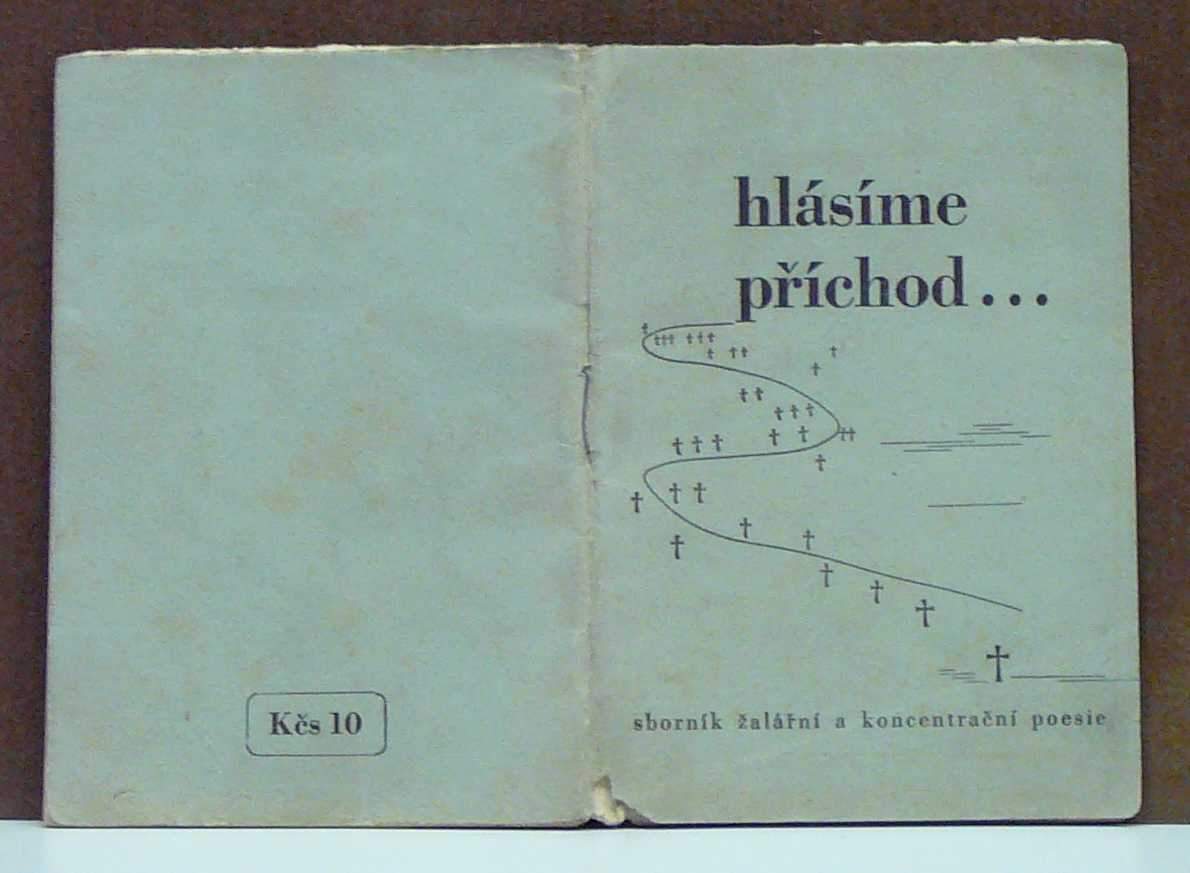 hlásíme
příchod...
sborník žalářní a koncentrační poesie
Kčs 10